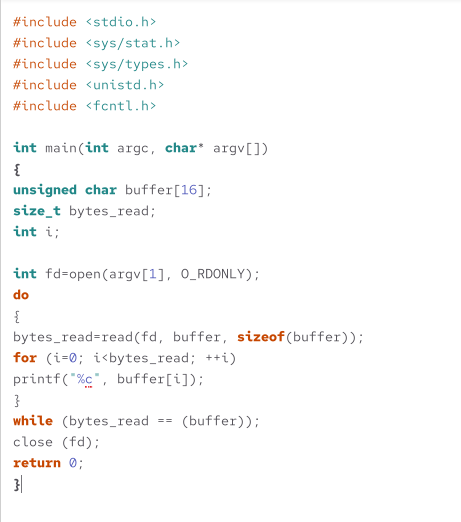 #include <stdio.h>
#include <sys/stat.h>
#include <sys/types.h>
#include <unistd.h>
#include <fcntl.h>
int main(int argc, char* argv[])
{
unsigned char buffer[16];
size_t bytes_read;
int i;
int fd=open(argv[1], O_RDONLY);
do
{
bytes_read=read(fd, buffer, sizeof(buffer));
for (i=0; i<bytes_read; ++i)
printf("%c", buffer[i]);
}
while (bytes_read == (buffer));
close (fd);
return 0;
}